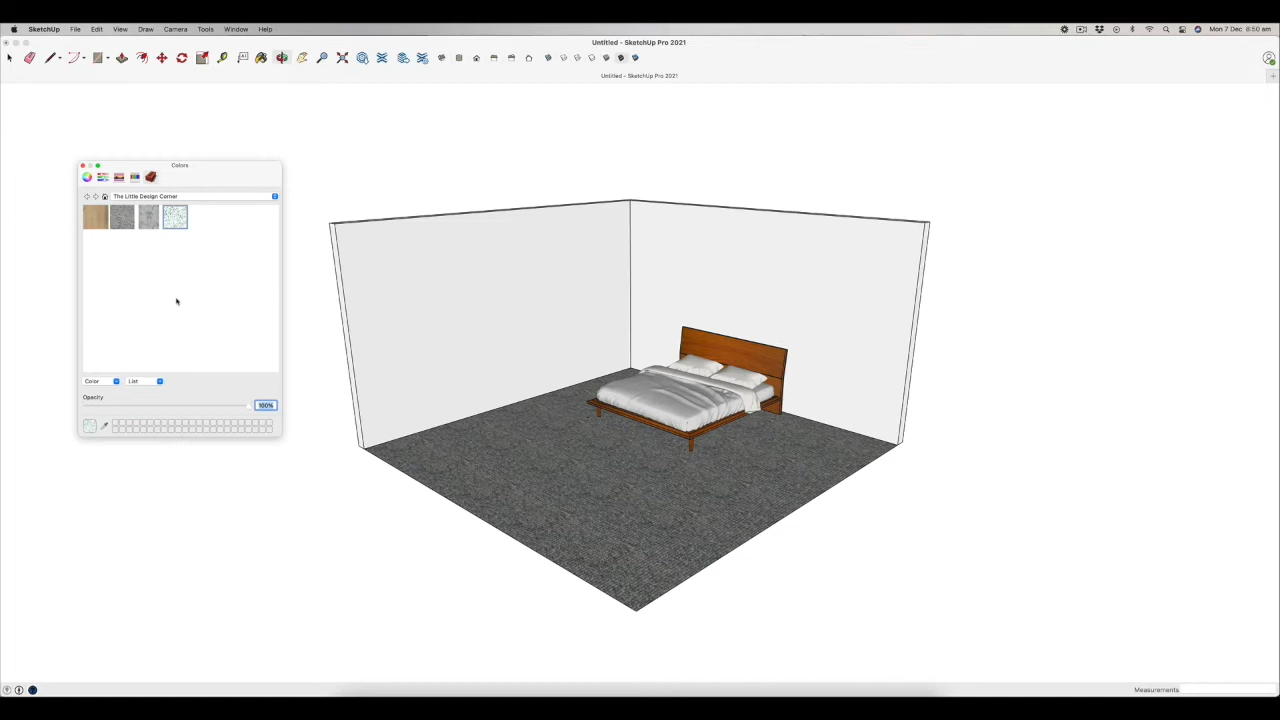 SketchUp File Edit View Draw Camera Tools Window Help Mon 7 Dec 8:50 am
Untitled - SketchUp Pro 2021
Untitled - SketchUp Pro 2021
Colors
The Little Design Corner
Color List
Opacity
100%
Measurements